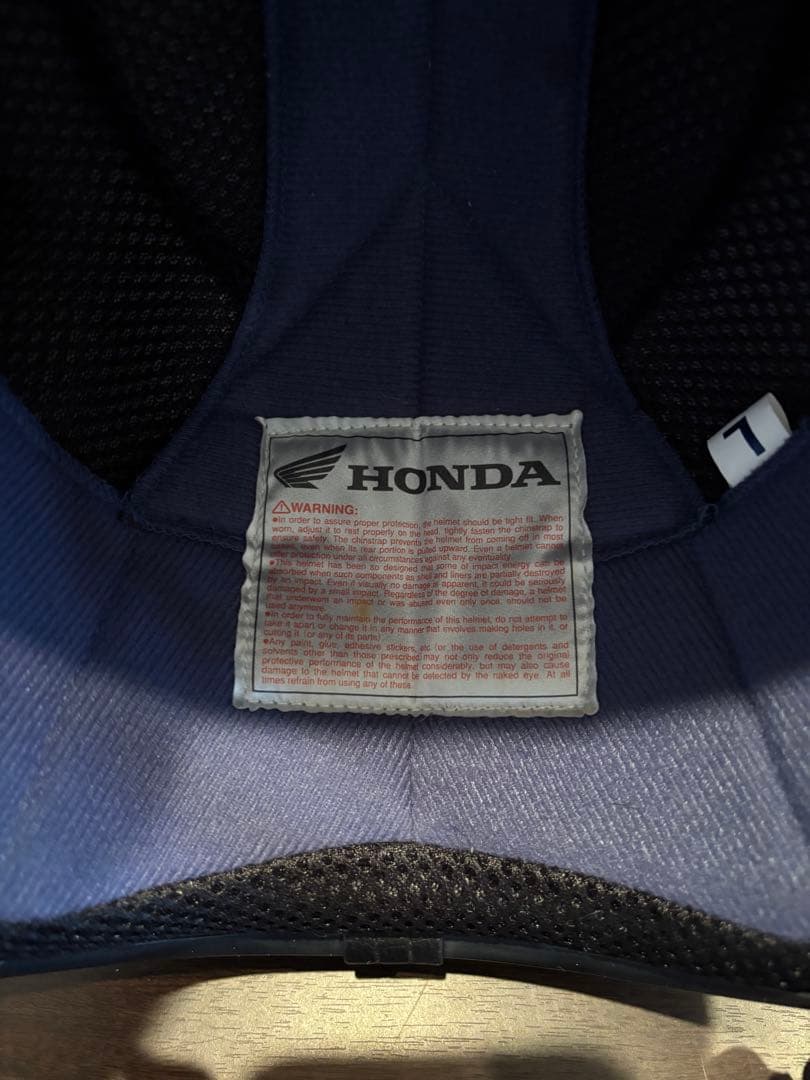 HONDA
L
⚠WARNING:
●In order to assure proper protection, the helmet should be tight fit. When
worn, adjust it to rest properly on the head, tightly fasten the chinstrap to
ensure safety. The chinstrap prevents the helmet from coming off in most
cases, even when its rear portion is pulled upward. Even a helmet cannot
offer protection under all circumstances against any eventuality.
●This helmet has been so designed that some of impact energy can be
absorbed when such components as shell and liners are partially destroyed
by an impact. Even if visually no damage is apparent, it could be seriously
damaged by a small impact. Regardless of the degree of damage, a helmet
that underwent an impact or was abused even only once, should not be
used anymore.
●In order to fully maintain the performance of this helmet, do not attempt to
take it apart or change it in any manner that involves making holes in it, or
cutting it (or any of its parts)
●Any paint, glue, adhesive stickers, etc. (or the use of detergents and
solvents other than those prescribed may not only reduce the original
protective performance of the helmet considerably, but may also cause
damage to the helmet that cannot be detected by the naked eye. At all
times refrain from using any of these.